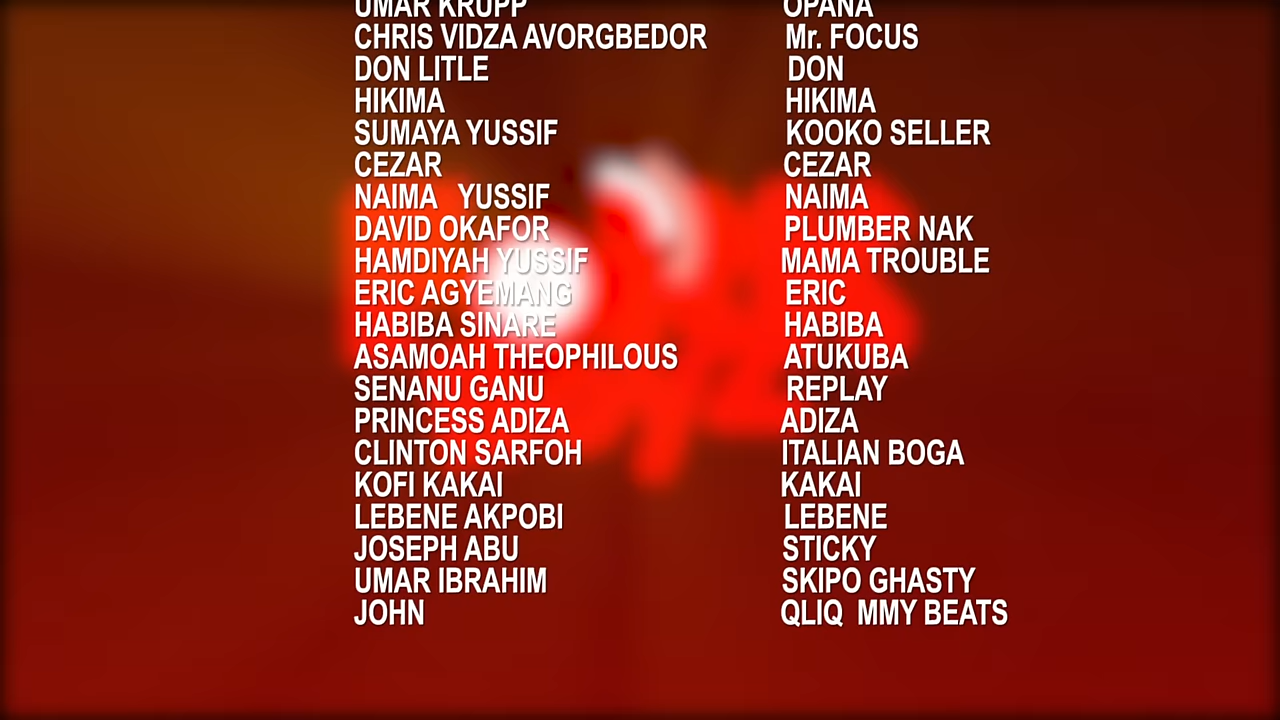 UMAR KRUPP OPANA
CHRIS VIDZA AVORGBEDOR Mr. FOCUS
DON LITLE DON
HIKIMA HIKIMA
SUMAYA YUSSIF KOOKO SELLER
CEZAR CEZAR
NAIMA YUSSIF NAIMA
DAVID OKAFOR PLUMBER NAK
HAMDIYAH YUSSIF MAMA TROUBLE
ERIC AGYEMANG ERIC
HABIBA SINARE HABIBA
ASAMOAH THEOPHILOUS ATUKUBA
SENANU GANU REPLAY
PRINCESS ADIZA ADIZA
CLINTON SARFOH ITALIAN BOGA
KOFI KAKAI KAKAI
LEBENE AKPOBI LEBENE
JOSEPH ABU STICKY
UMAR IBRAHIM SKIPO GHASTY
JOHN QLIQ MMY BEATS